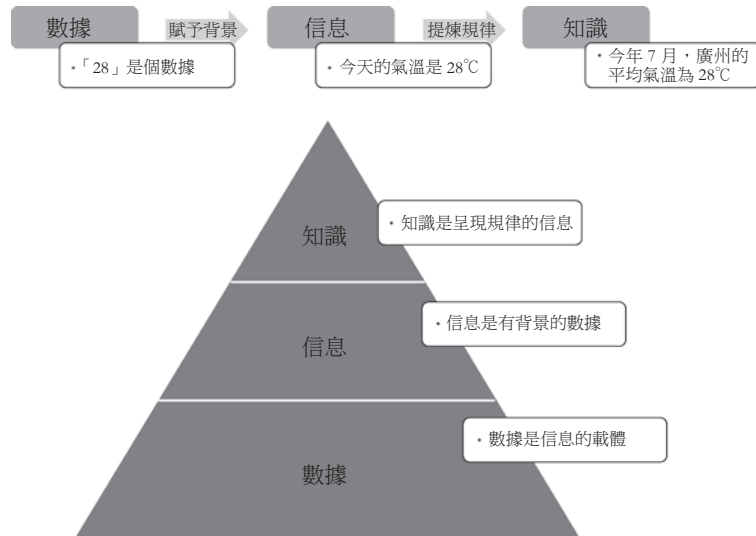 數據 賦予背景 信息 提煉規律 知識
·「28」是個數據
· 今天的氣溫是 28℃
· 今年 7 月，廣州的
平均氣溫為 28℃
知識
· 知識是呈現規律的信息
信息
· 信息是有背景的數據
數據
· 數據是信息的載體